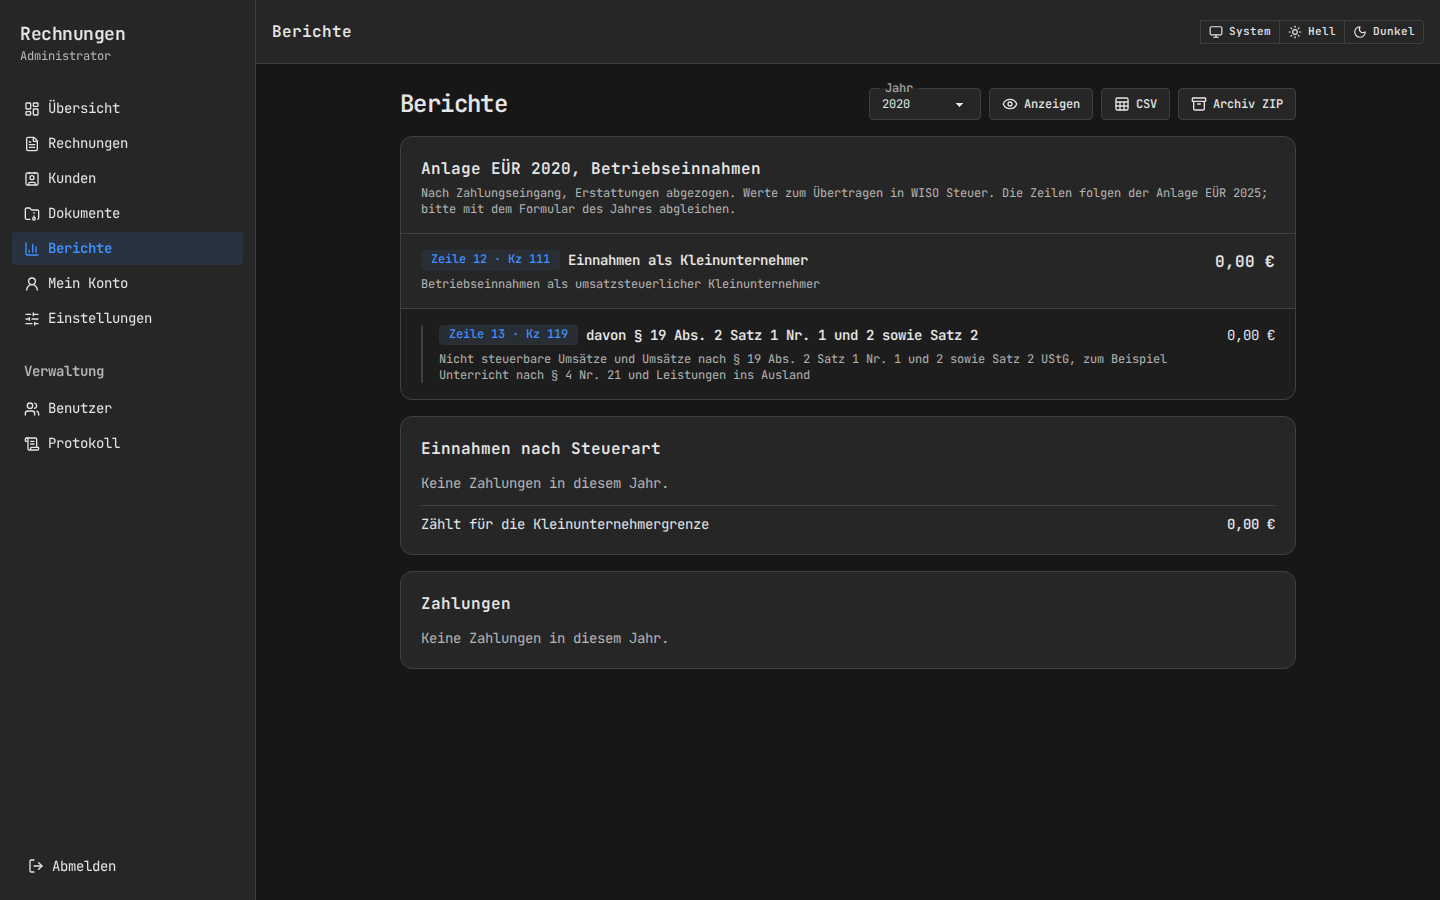 Rechnungen
Administrator
Übersicht
Rechnungen
Kunden
Dokumente
Berichte
Mein Konto
Einstellungen
Verwaltung
Benutzer
Protokoll
Abmelden
Berichte
System
Hell
Dunkel
Berichte
Jahr
2020
Anzeigen
CSV
Archiv ZIP
Anlage EÜR 2020, Betriebseinnahmen
Nach Zahlungseingang, Erstattungen abgezogen. Werte zum Übertragen in WISO Steuer. Die Zeilen folgen der Anlage EÜR 2025;
bitte mit dem Formular des Jahres abgleichen.
Zeile 12 · Kz 111 Einnahmen als Kleinunternehmer 0,00 €
Betriebseinnahmen als umsatzsteuerlicher Kleinunternehmer
Zeile 13 · Kz 119 davon § 19 Abs. 2 Satz 1 Nr. 1 und 2 sowie Satz 2 0,00 €
Nicht steuerbare Umsätze und Umsätze nach § 19 Abs. 2 Satz 1 Nr. 1 und 2 sowie Satz 2 UStG, zum Beispiel
Unterricht nach § 4 Nr. 21 und Leistungen ins Ausland
Einnahmen nach Steuerart
Keine Zahlungen in diesem Jahr.
Zählt für die Kleinunternehmergrenze 0,00 €
Zahlungen
Keine Zahlungen in diesem Jahr.